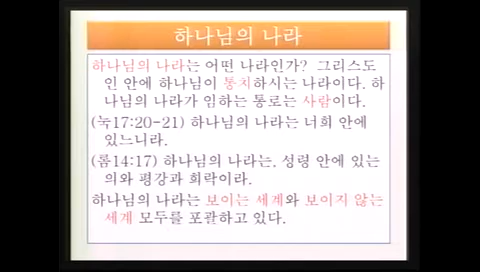 하나님의 나라
하나님의 나라는 어떤 나라인가? 그리스도
인 안에 하나님이 통치하시는 나라이다. 하
나님의 나라가 임하는 통로는 사람이다.
(눅17:20-21) 하나님의 나라는 너희 안에
있느니라.
(롬14:17) 하나님의 나라는, 성령 안에 있는
의와 평강과 희락이라.
하나님의 나라는 보이는 세계와 보이지 않는
세계 모두를 포괄하고 있다.